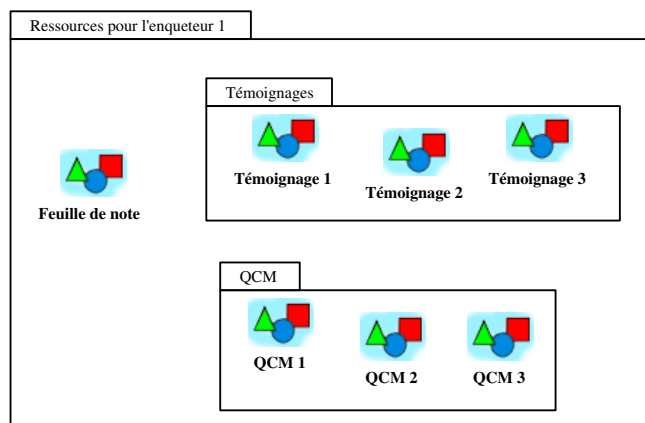 Ressources pour l'enqueteur 1
Témoignages
Témoignage 1
Témoignage 2
Témoignage 3
Feuille de note
QCM
QCM 1
QCM 2
QCM 3